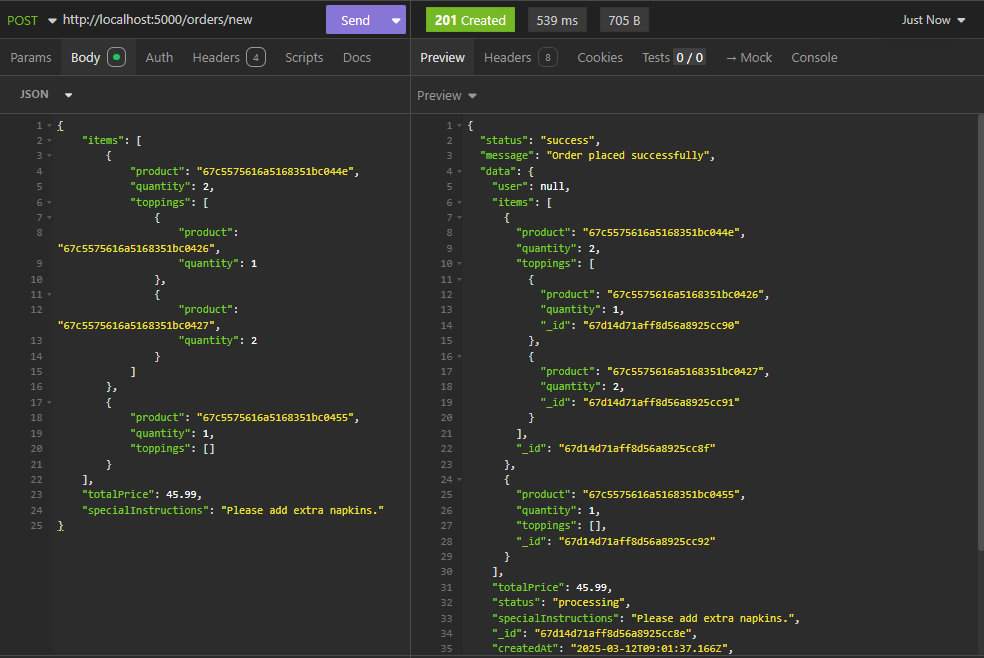 POST http://localhost:5000/orders/new Send 201 Created 539 ms 705 B Just Now
Params Body Auth Headers 4 Scripts Docs
Preview Headers 8 Cookies Tests 0 / 0 → Mock Console
JSON
Preview
1 {
2 "items": [
3 {
4 "product": "67c5575616a5168351bc044e",
5 "quantity": 2,
6 "toppings": [
7 {
8 "product":
"67c5575616a5168351bc0426",
9 "quantity": 1
10 },
11 {
12 "product":
"67c5575616a5168351bc0427",
13 "quantity": 2
14 }
15 ]
16 },
17 {
18 "product": "67c5575616a5168351bc0455",
19 "quantity": 1,
20 "toppings": []
21 }
22 ],
23 "totalPrice": 45.99,
24 "specialInstructions": "Please add extra napkins."
25 }
1 {
2 "status": "success",
3 "message": "Order placed successfully",
4 "data": {
5 "user": null,
6 "items": [
7 {
8 "product": "67c5575616a5168351bc044e",
9 "quantity": 2,
10 "toppings": [
11 {
12 "product": "67c5575616a5168351bc0426",
13 "quantity": 1,
14 "_id": "67d14d71aff8d56a8925cc90"
15 },
16 {
17 "product": "67c5575616a5168351bc0427",
18 "quantity": 2,
19 "_id": "67d14d71aff8d56a8925cc91"
20 }
21 ],
22 "_id": "67d14d71aff8d56a8925cc8f"
23 },
24 {
25 "product": "67c5575616a5168351bc0455",
26 "quantity": 1,
27 "toppings": [],
28 "_id": "67d14d71aff8d56a8925cc92"
29 }
30 ],
31 "totalPrice": 45.99,
32 "status": "processing",
33 "specialInstructions": "Please add extra napkins.",
34 "_id": "67d14d71aff8d56a8925cc8e",
35 "createdAt": "2025-03-12T09:01:37.166Z",